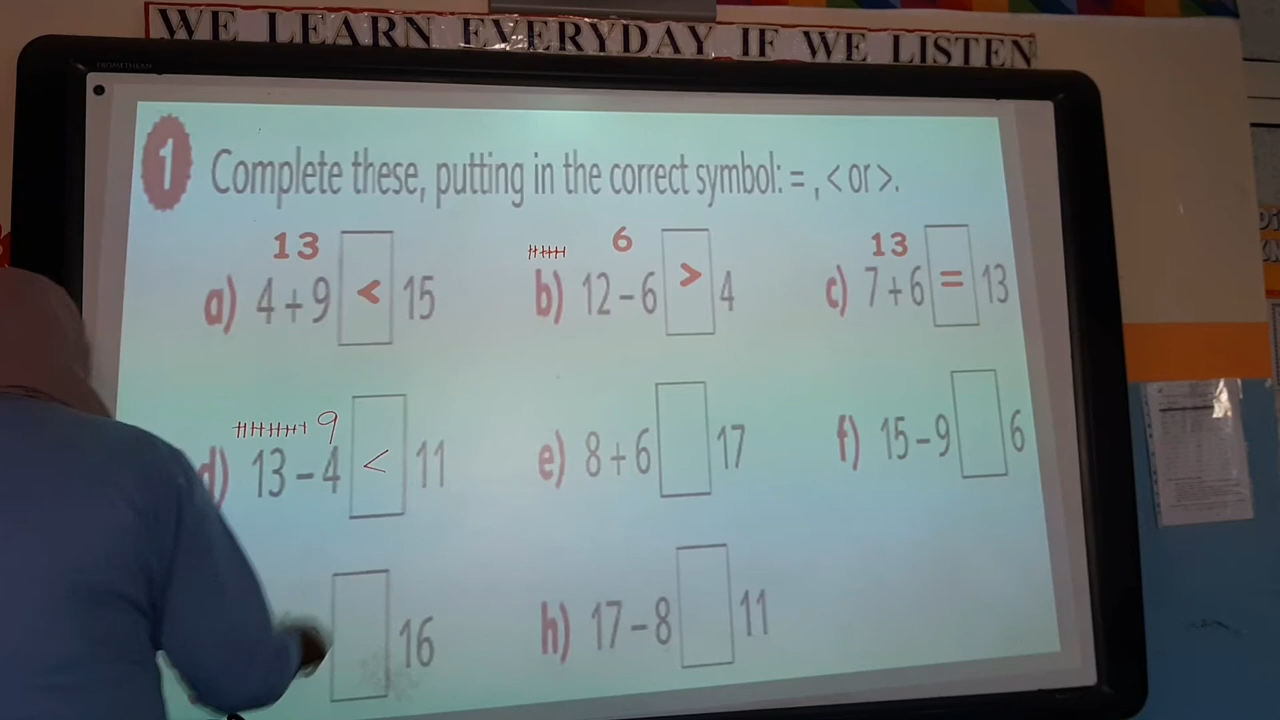 WE LEARN EVERYDAY IF WE LISTEN
PROMETHEAN
1 Complete these, putting in the correct symbol: = , < or >.
13 6 13
a) 4 + 9 < 15 b) 12 – 6 > 4 c) 7 + 6 = 13
9
d) 13 – 4 < 11 e) 8 + 6 17 f) 15 – 9 6
16 h) 17 – 8 11